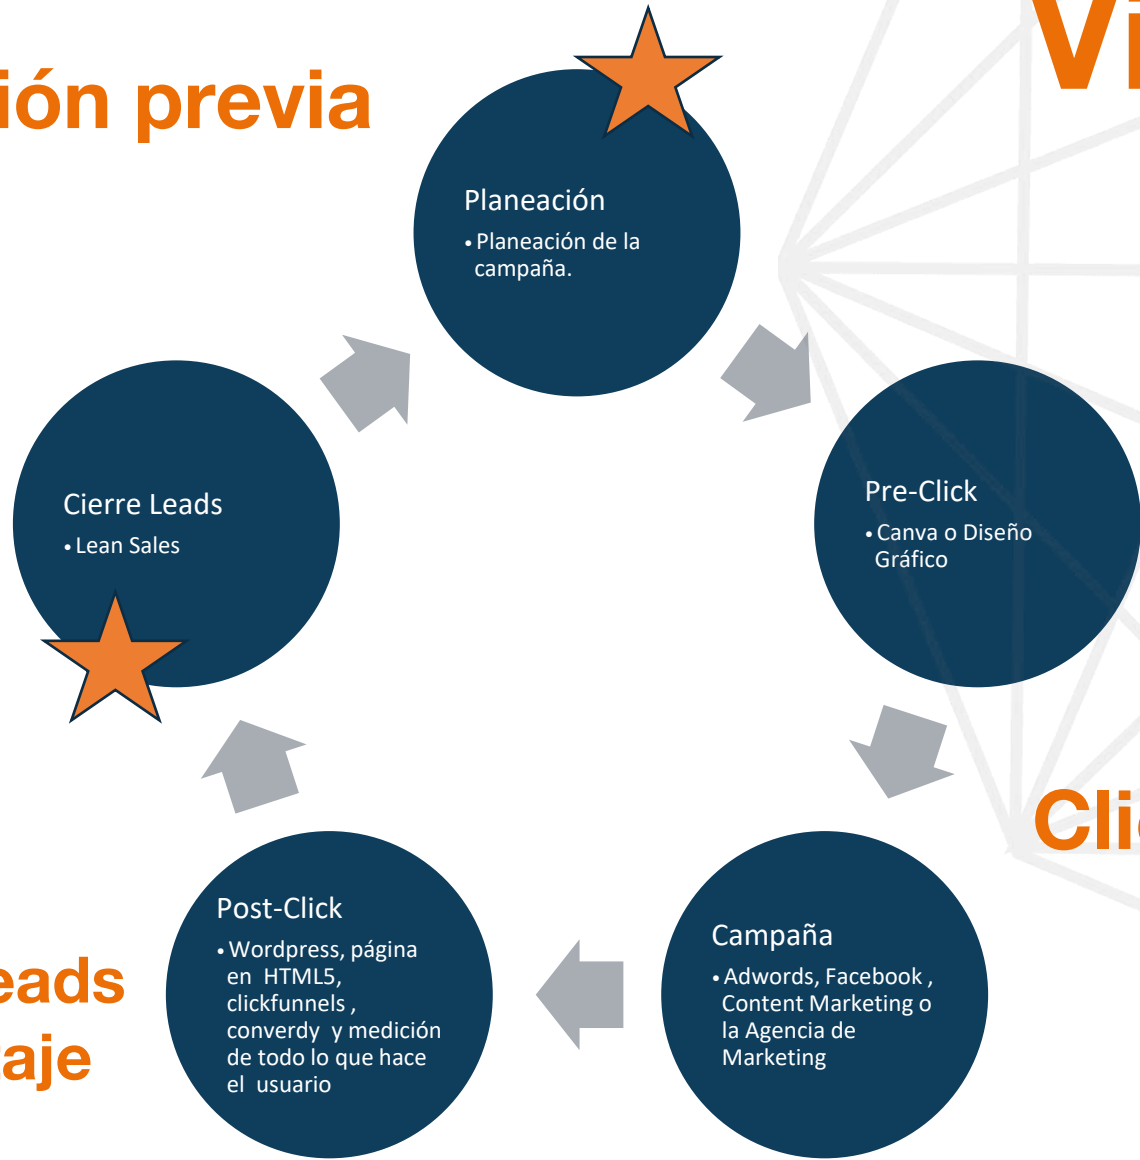 ión previa
Vi
Planeación
• Planeación de la
campaña.
Pre-Click
• Canva o Diseño
Gráfico
Clic
Campaña
• Adwords, Facebook ,
Content Marketing o
la Agencia de
Marketing
Post-Click
• Wordpress, página
en HTML5,
clickfunnels ,
converdy y medición
de todo lo que hace
el usuario
eads
taje
Cierre Leads
• Lean Sales